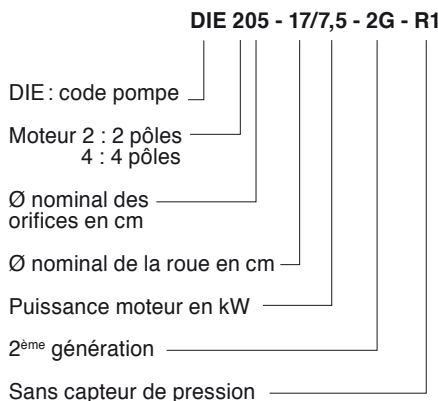 DIE 205 - 17/7,5 - 2G - R1
DIE : code pompe
Moteur 2 : 2 pôles
4 : 4 pôles
Ø nominal des
orifices en cm
Ø nominal de la roue en cm
Puissance moteur en kW
2ème génération
Sans capteur de pression